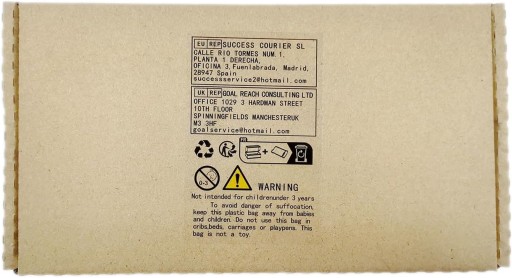 EU REP SUCCESS COURIER SL
CALLE RIO TORMES NUM.1,
PLANTA 1 DERECHA,
OFICINA 3,Fuenlabrada, Madrid,
28947 Spain
successservice2@hotmail.com
UK REP GOAL REACH CONSULTING LTD
OFFICE 1029 3 HARDMAN STREET
10TH FLOOR
SPINNINGFIELDS MANCHESTERUK
M3 3HF
goalservice@hotmail.com
0-3
WARNING
Not intended for childrenunder 3 years
To avoid danger of suffocation,
keep this plastic bag away from babies
and children. Do not use this bag in
cribs,beds, carriages or playpens. This
bag is not a toy.